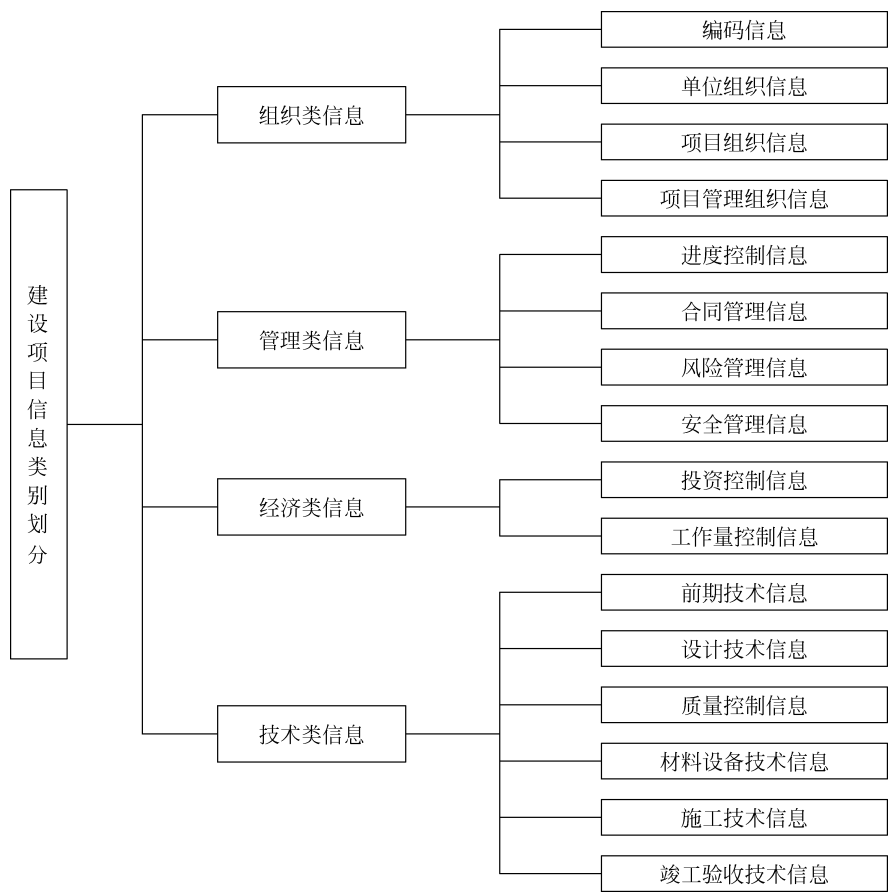 建设项目信息类别划分
组织类信息
编码信息
单位组织信息
项目组织信息
项目管理组织信息
管理类信息
进度控制信息
合同管理信息
风险管理信息
安全管理信息
经济类信息
投资控制信息
工作量控制信息
技术类信息
前期技术信息
设计技术信息
质量控制信息
材料设备技术信息
施工技术信息
竣工验收技术信息